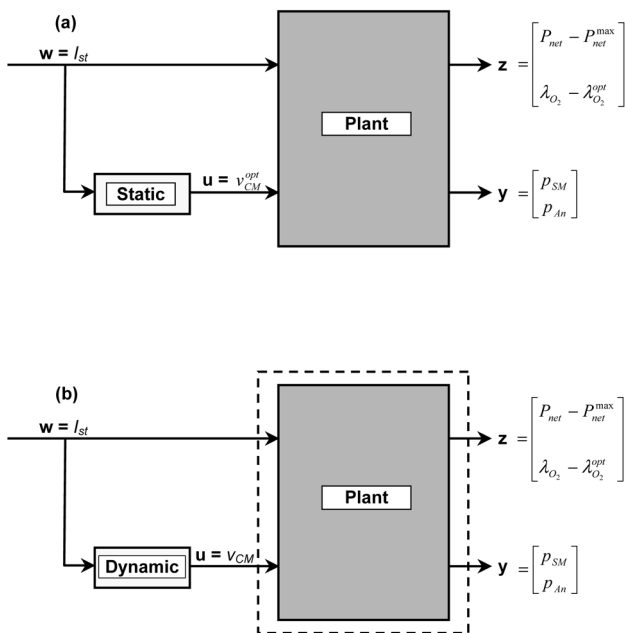 (a)
w = I_st
Plant
z = [ P_net − P_net^max
λ_O₂ − λ_O₂^opt ]
Static
u = v_CM^opt
y = [ p_SM
p_An ]
(b)
w = I_st
Plant
z = [ P_net − P_net^max
λ_O₂ − λ_O₂^opt ]
Dynamic
u = v_CM
y = [ p_SM
p_An ]